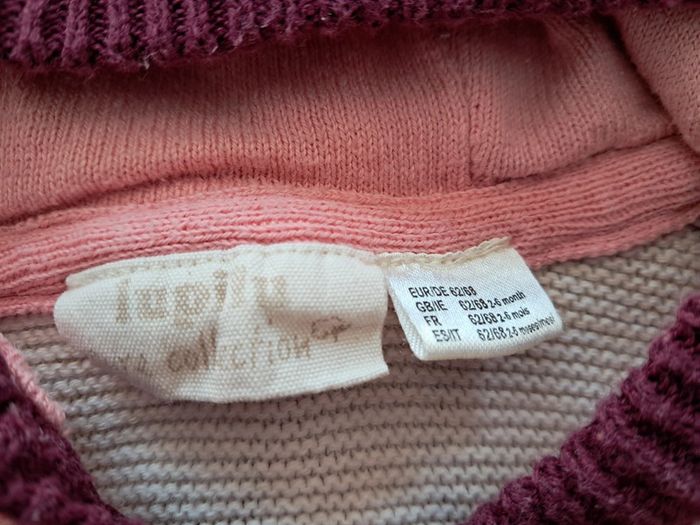 lupilu
COLLECTION
EUR/DE 62/68
GB/IE 62/68 2-6 month
FR 62/68 2-6 mois
ES/IT 62/68 2-6 meses/mesi